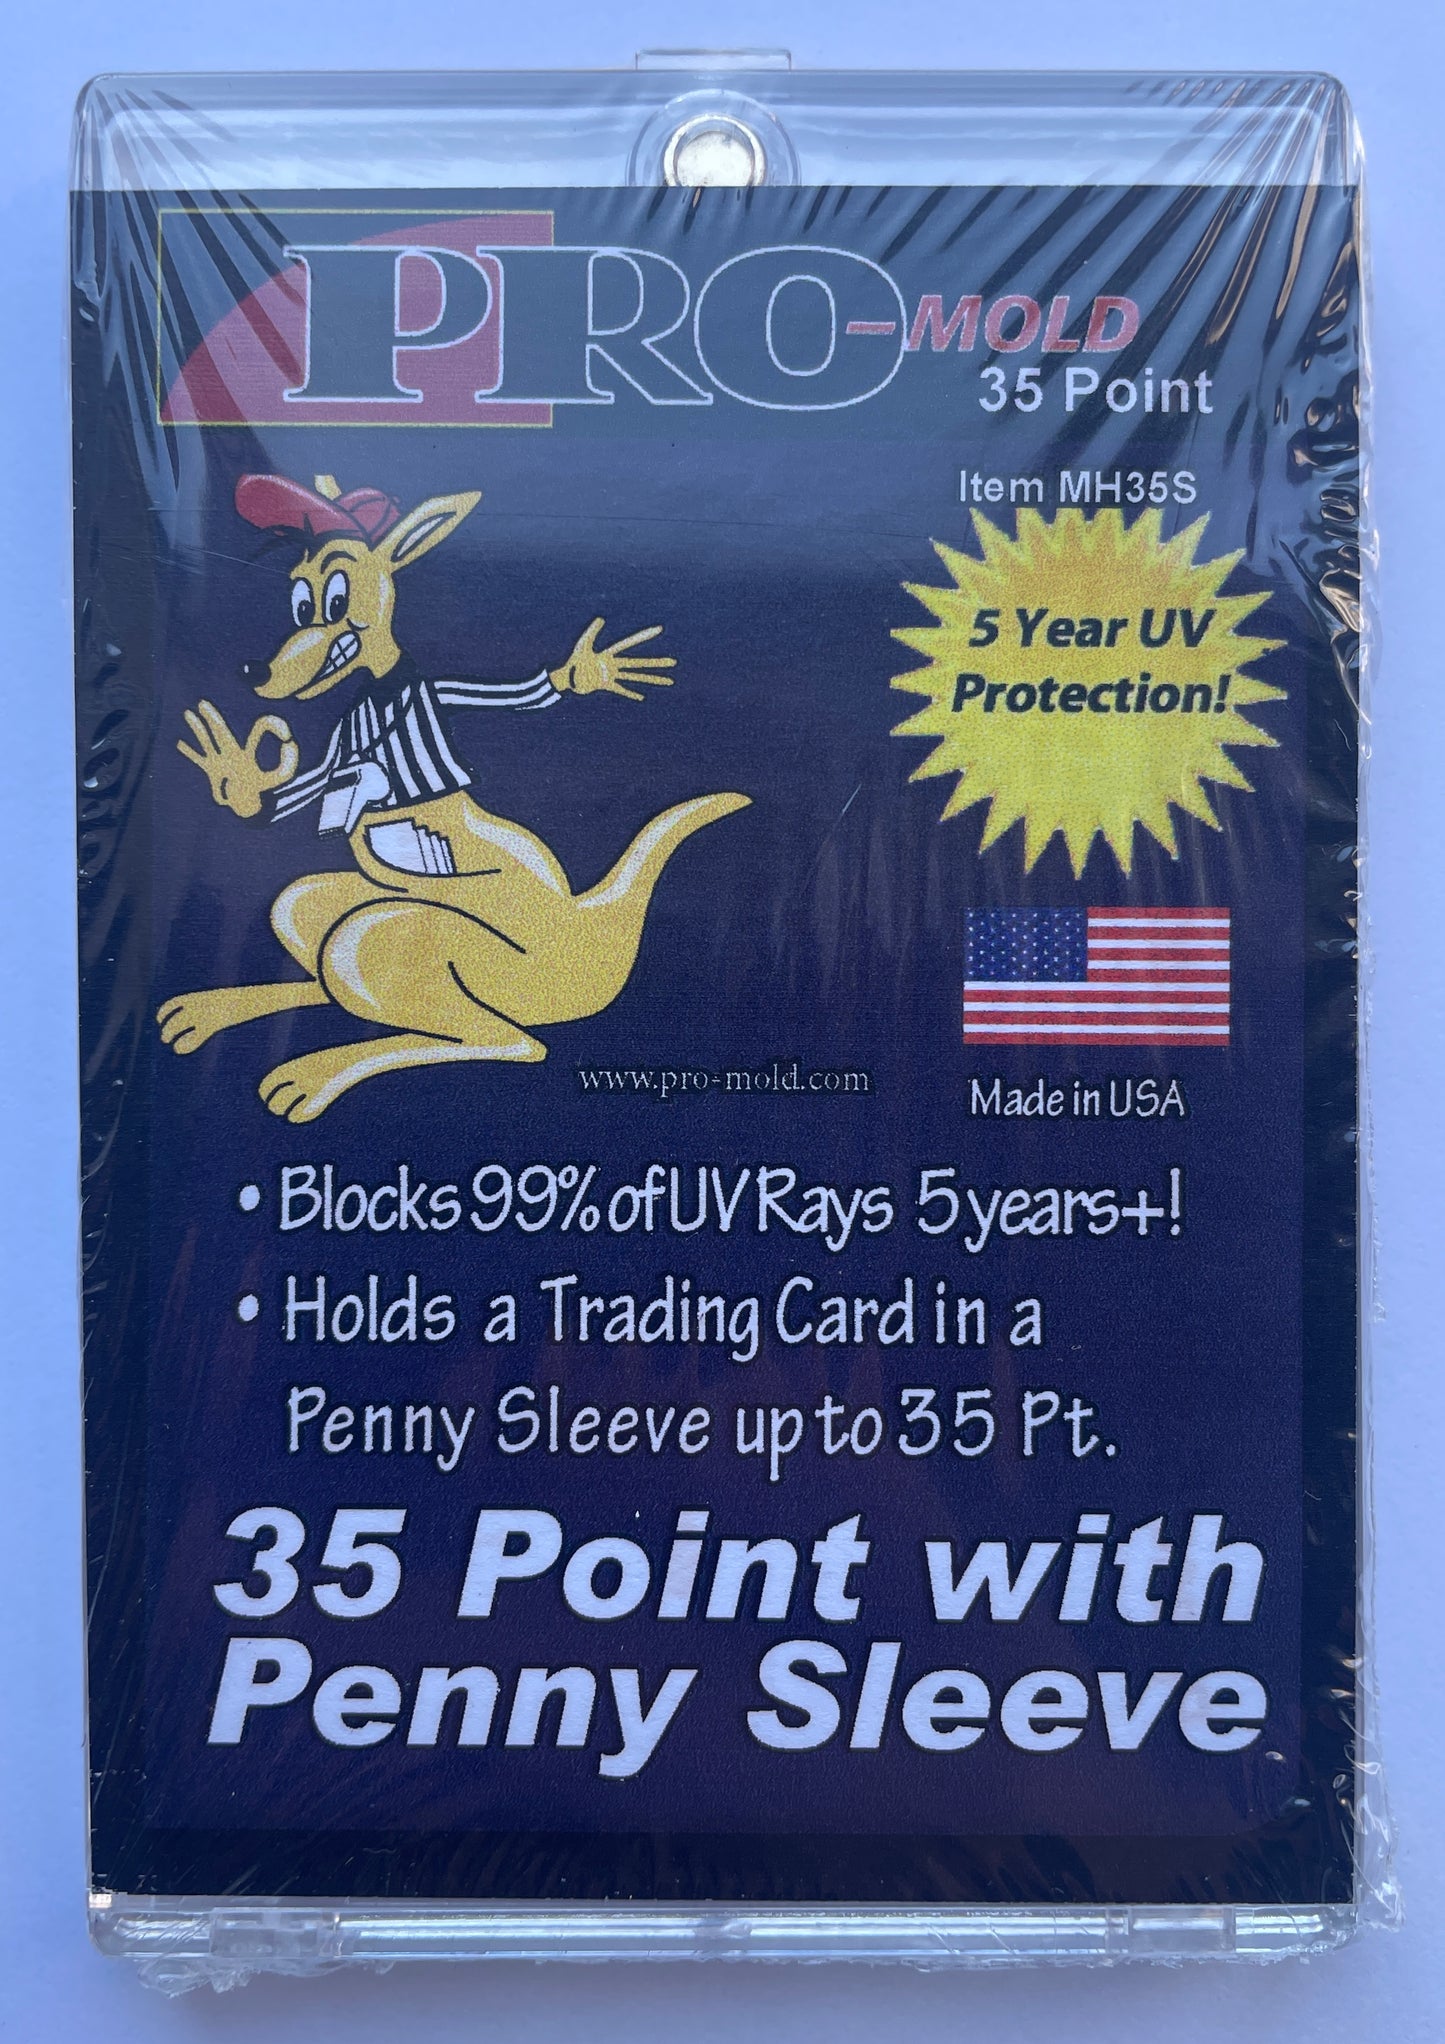 PRO-MOLD
35 Point
Item MH35S
5 Year UV
Protection!
www.pro-mold.com
Made in USA
• Blocks 99% of UV Rays 5 years+!
• Holds a Trading Card in a
Penny Sleeve up to 35 Pt.
35 Point with
Penny Sleeve